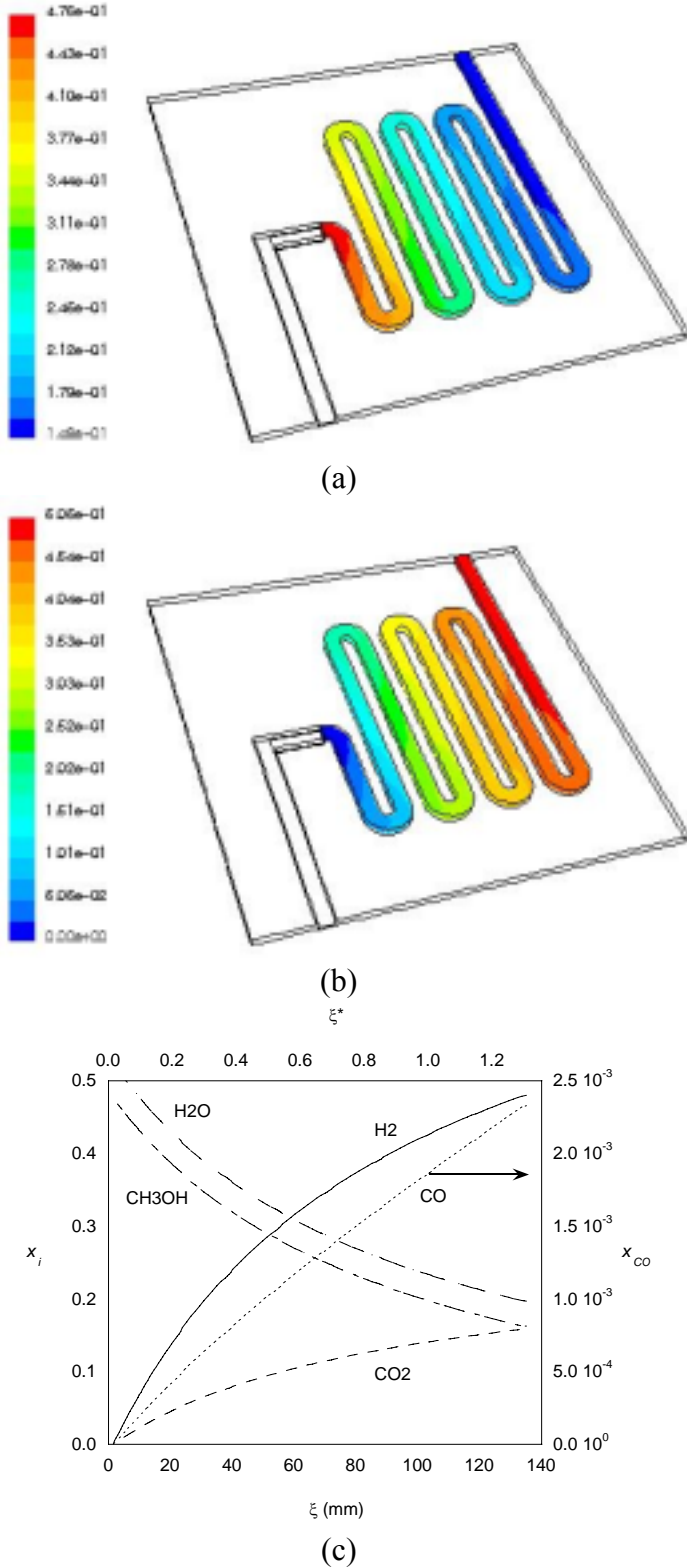 4.76e-01
4.43e-01
4.10e-01
3.77e-01
3.44e-01
3.11e-01
2.78e-01
2.45e-01
2.12e-01
1.79e-01
(a)
4.54e-01
4.04e-01
3.53e-01
3.03e-01
2.52e-01
2.02e-01
1.51e-01
1.01e-01
0.00e+00
(b)
ξ*
0.0 0.2 0.4 0.6 0.8 1.0 1.2
0.5 2.5 10⁻³
H2O
H2
0.4 2.0 10⁻³
CH3OH
CO
0.3 1.5 10⁻³
x i x CO
0.2 1.0 10⁻³
0.1 5.0 10⁻⁴
CO2
0.0 0.0 10⁰
0 20 40 60 80 100 120 140
ξ (mm)
(c)